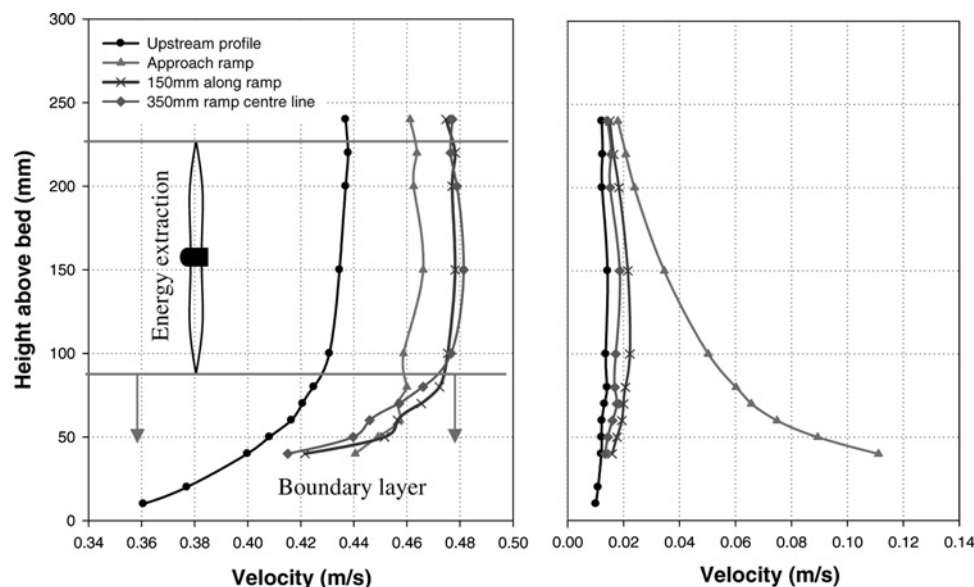 300
250
200
150
100
50
0
Height above bed (mm)
Upstream profile
Approach ramp
150mm along ramp
350mm ramp centre line
Energy extraction
Boundary layer
0.34 0.36 0.38 0.40 0.42 0.44 0.46 0.48 0.50
Velocity (m/s)
0.00 0.02 0.04 0.06 0.08 0.10 0.12 0.14
Velocity (m/s)